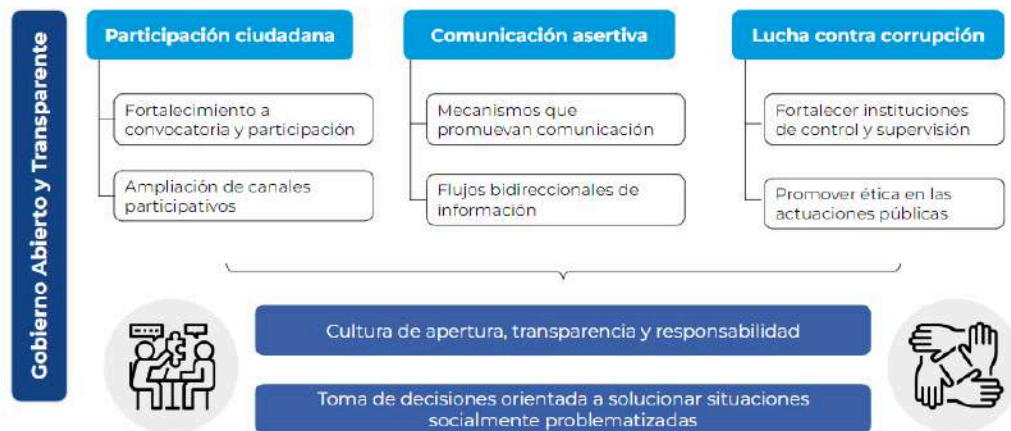 Gobierno Abierto y Transparente
Participación ciudadana
Fortalecimiento a
convocatoria y participación
Ampliación de canales
participativos
Comunicación asertiva
Mecanismos que
promuevan comunicación
Flujos bidireccionales de
información
Lucha contra corrupción
Fortalecer instituciones
de control y supervisión
Promover ética en las
actuaciones públicas
Cultura de apertura, transparencia y responsabilidad
Toma de decisiones orientada a solucionar situaciones
socialmente problematizadas